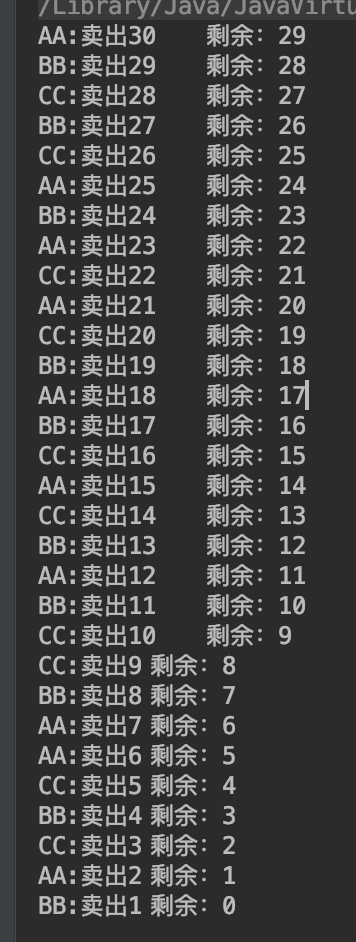 /Library/Java/JavaVirtu
AA:卖出30 剩余：29
BB:卖出29 剩余：28
CC:卖出28 剩余：27
BB:卖出27 剩余：26
CC:卖出26 剩余：25
AA:卖出25 剩余：24
BB:卖出24 剩余：23
AA:卖出23 剩余：22
CC:卖出22 剩余：21
AA:卖出21 剩余：20
CC:卖出20 剩余：19
BB:卖出19 剩余：18
AA:卖出18 剩余：17
BB:卖出17 剩余：16
CC:卖出16 剩余：15
AA:卖出15 剩余：14
CC:卖出14 剩余：13
BB:卖出13 剩余：12
AA:卖出12 剩余：11
BB:卖出11 剩余：10
CC:卖出10 剩余：9
CC:卖出9 剩余：8
BB:卖出8 剩余：7
AA:卖出7 剩余：6
AA:卖出6 剩余：5
CC:卖出5 剩余：4
BB:卖出4 剩余：3
CC:卖出3 剩余：2
AA:卖出2 剩余：1
BB:卖出1 剩余：0